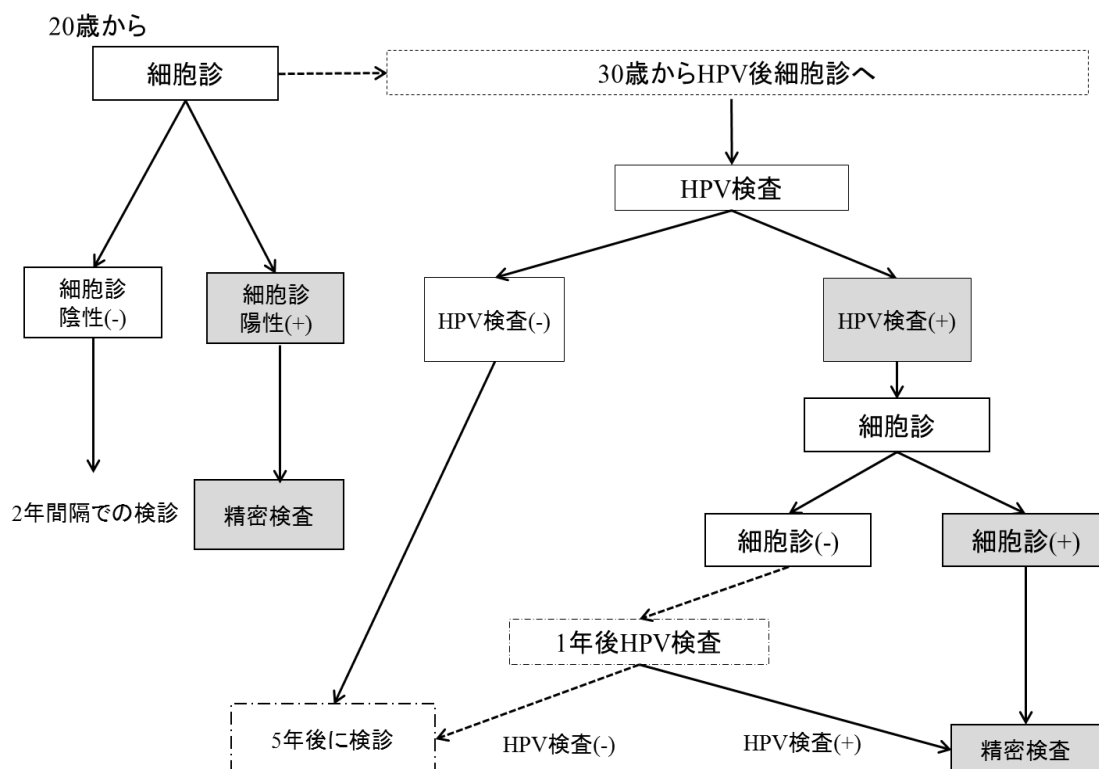 20歳から
細胞診
30歳からHPV後細胞診へ
HPV検査
細胞診
陰性(-)
細胞診
陽性(+)
HPV検査(-)
HPV検査(+)
細胞診
2年間隔での検診
精密検査
細胞診(-)
細胞診(+)
1年後HPV検査
5年後に検診
HPV検査(-)
HPV検査(+)
精密検査